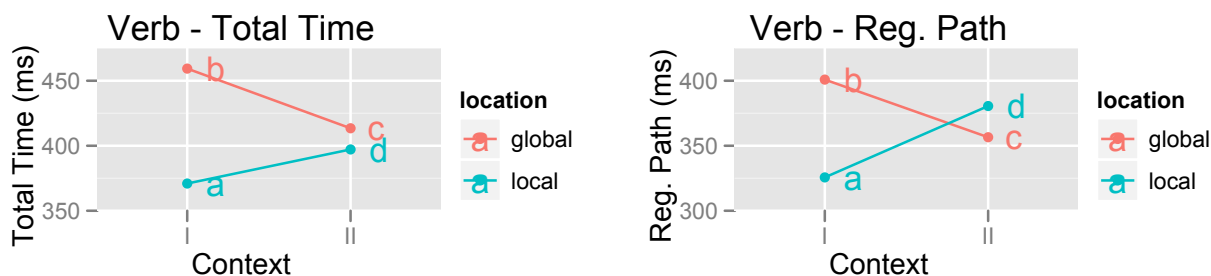 Verb - Total Time
Total Time (ms)
450
400
350
b
c
a
d
I
II
Context
location
a global
a local
Verb - Reg. Path
Reg. Path (ms)
400
350
300
b
d
c
a
I
II
Context
location
a global
a local